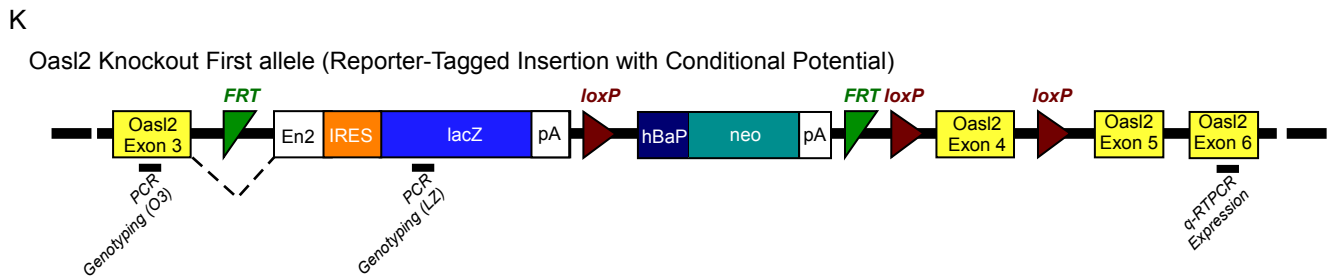 K
Oasl2 Knockout First allele (Reporter-Tagged Insertion with Conditional Potential)
FRT
loxP
FRT
loxP
loxP
Oasl2
Exon 3
En2
IRES
lacZ
pA
hBaP
neo
pA
Oasl2
Exon 4
Oasl2
Exon 5
Oasl2
Exon 6
PCR
Genotyping (O3)
PCR
Genotyping (LZ)
q-RTPCR
Expression